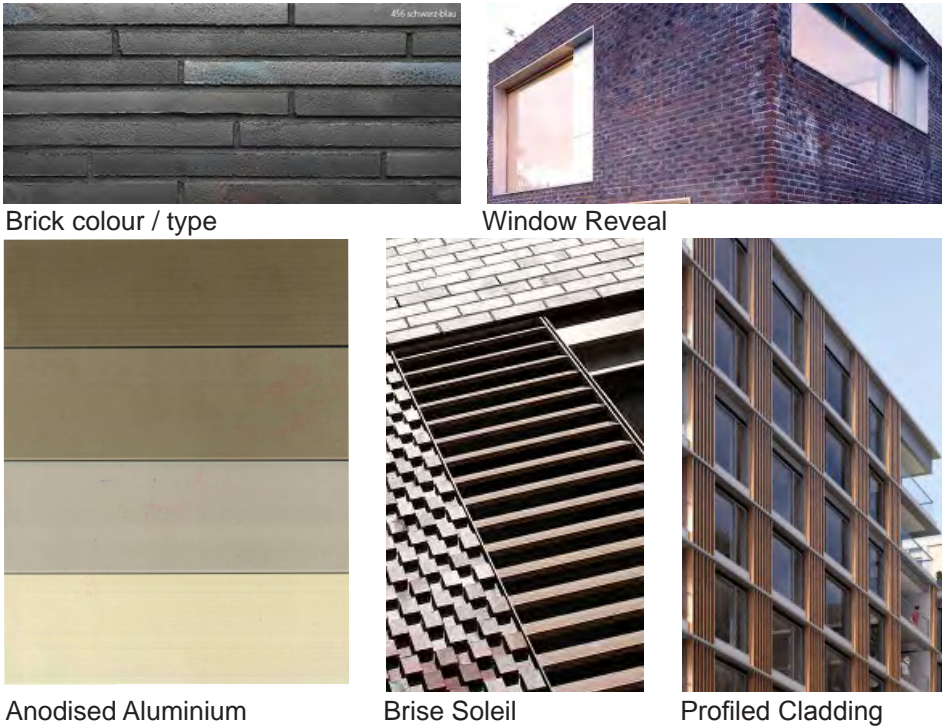 456 schwarz-blau
Brick colour / type
Window Reveal
Anodised Aluminium
Brise Soleil
Profiled Cladding